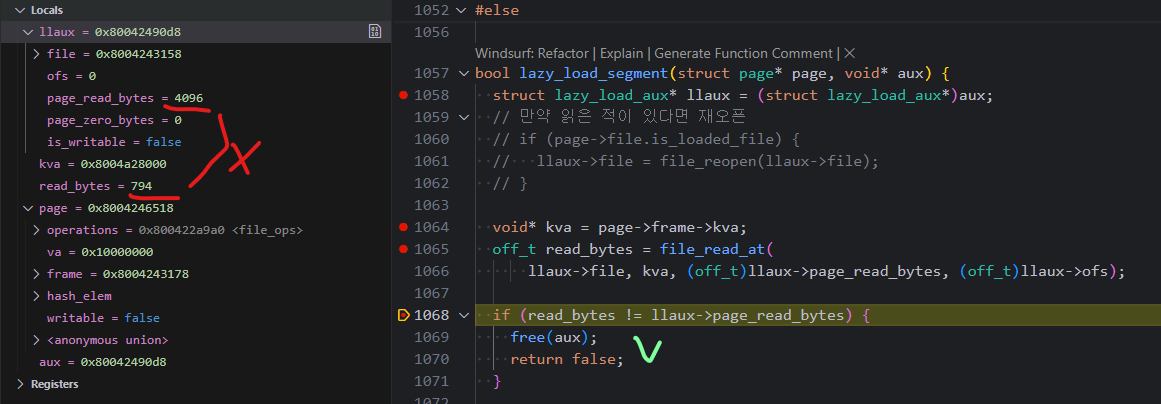 Locals
llaux = 0x80042490d8
file = 0x8004243158
ofs = 0
page_read_bytes = 4096
page_zero_bytes = 0
is_writable = false
kva = 0x8004a28000
read_bytes = 794
page = 0x8004246518
operations = 0x800422a9a0 <file_ops>
va = 0x10000000
frame = 0x8004243178
hash_elem
writable = false
<anonymous union>
aux = 0x80042490d8
Registers
1052 #else
1056
Windsurf: Refactor | Explain | Generate Function Comment | X
1057 bool lazy_load_segment(struct page* page, void* aux) {
1058 struct lazy_load_aux* llaux = (struct lazy_load_aux*)aux;
1059 // 만약 읽은 적이 있다면 재오픈
1060 // if (page->file.is_loaded_file) {
1061 //   llaux->file = file_reopen(llaux->file);
1062 // }
1063
1064 void* kva = page->frame->kva;
1065 off_t read_bytes = file_read_at(
1066 llaux->file, kva, (off_t)llaux->page_read_bytes, (off_t)llaux->ofs);
1067
1068 if (read_bytes != llaux->page_read_bytes) {
1069 free(aux);
1070 return false;
1071 }
1072